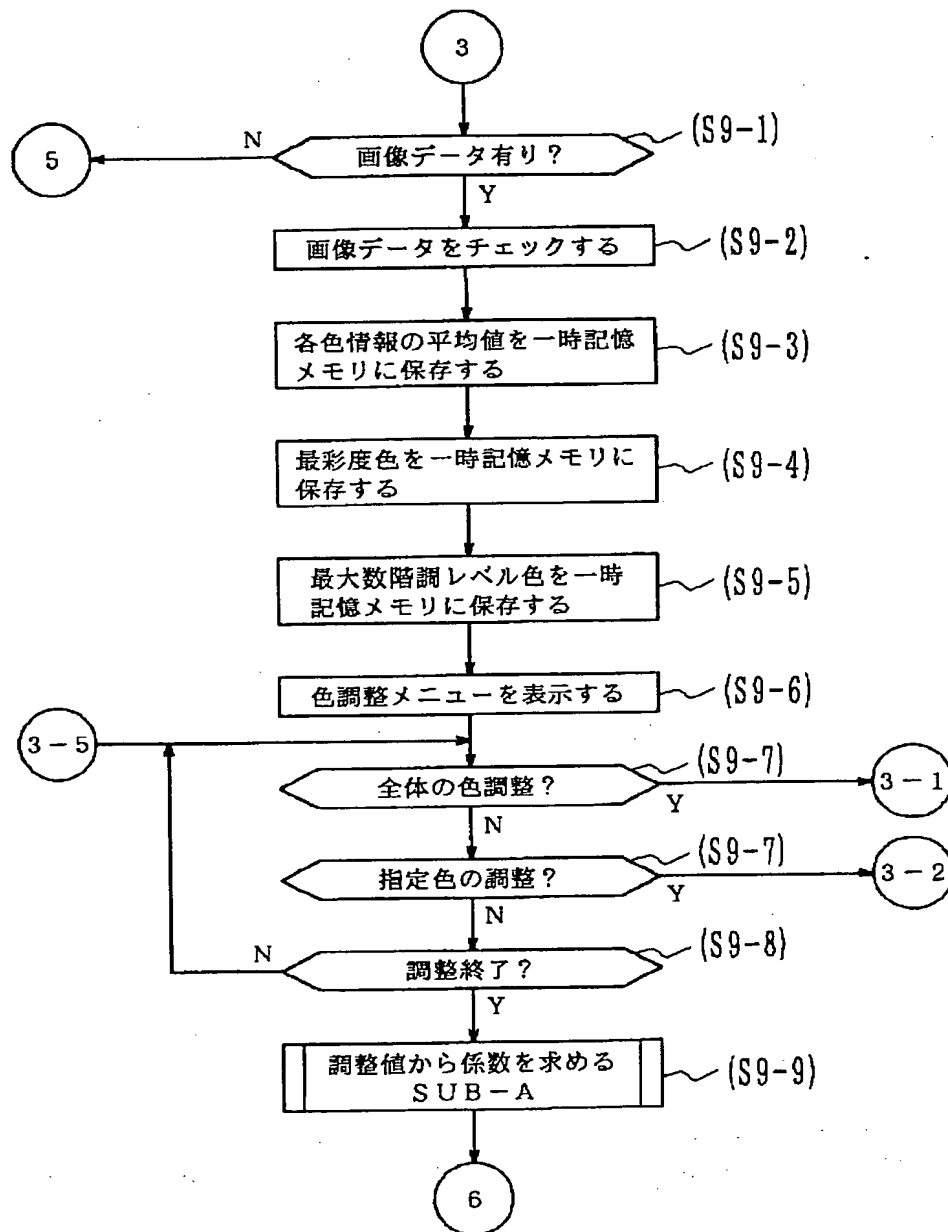 3
(S9-1)
N
5
画像データ有り?
Y
画像データをチェックする
(S9-2)
各色情報の平均値を一時記憶
メモリに保存する
(S9-3)
最彩度色を一時記憶メモリに
保存する
(S9-4)
最大数階調レベル色を一時
記憶メモリに保存する
(S9-5)
色調整メニューを表示する
(S9-6)
3-5
(S9-7)
全体の色調整?
Y
3-1
N
(S9-7)
指定色の調整?
Y
3-2
N
(S9-8)
N
調整終了?
Y
調整値から係数を求める
SUB-A
(S9-9)
6